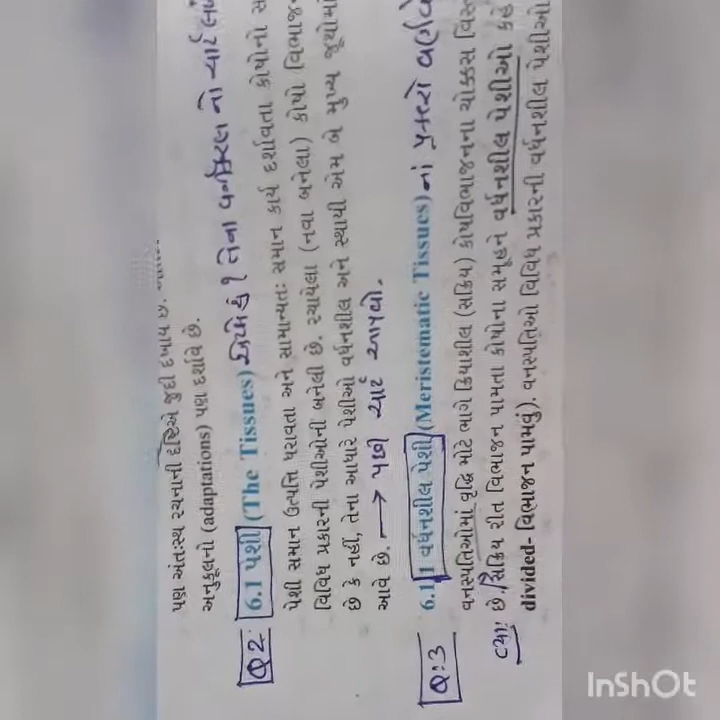 પણ અંતઃસ્થ રચનાની દૃષ્ટિએ જુદી દેખાય છે.
અનુકૂલનો (adaptations) પણ દર્શાવે છે.
Q2 6.1 પેશી (The Tissues) એટલે શું ? તેના વર્ગીકરણ નો ચાર્ટ
પેશી સમાન ઉત્પત્તિ ધરાવતા અને સામાન્યતઃ સમાન કાર્ય દર્શાવતા કોષોનો સ
વિવિધ પ્રકારની પેશીઓની બનેલી છે. રચાયેલા (નવા બનેલા) કોષો વિભાજન
છે કે નહીં, તેના આધારે પેશીઓ વર્ધનશીલ અને સ્થાયી એમ બે મુખ્ય જૂથોમાં
આવે છે. → પછી ચાર્ટ આપવો.
Q:3 6.1.1 વર્ધનશીલ પેશી (Meristematic Tissues) નાં પ્રકારો વર્ણવો
વનસ્પતિઓમાં વૃદ્ધિ મોટે ભાગે ક્રિયાશીલ (સક્રિય) કોષવિભાજનના ચોક્કસ વિસ્
વ્યા: છે. સક્રિય રીતે વિભાજન પામતા કોષોના સમૂહને વર્ધનશીલ પેશીઓ કહે
divided- વિભાજન પામવું). વનસ્પતિઓ વિવિધ પ્રકારની વર્ધનશીલ પેશીઓ
InShOt